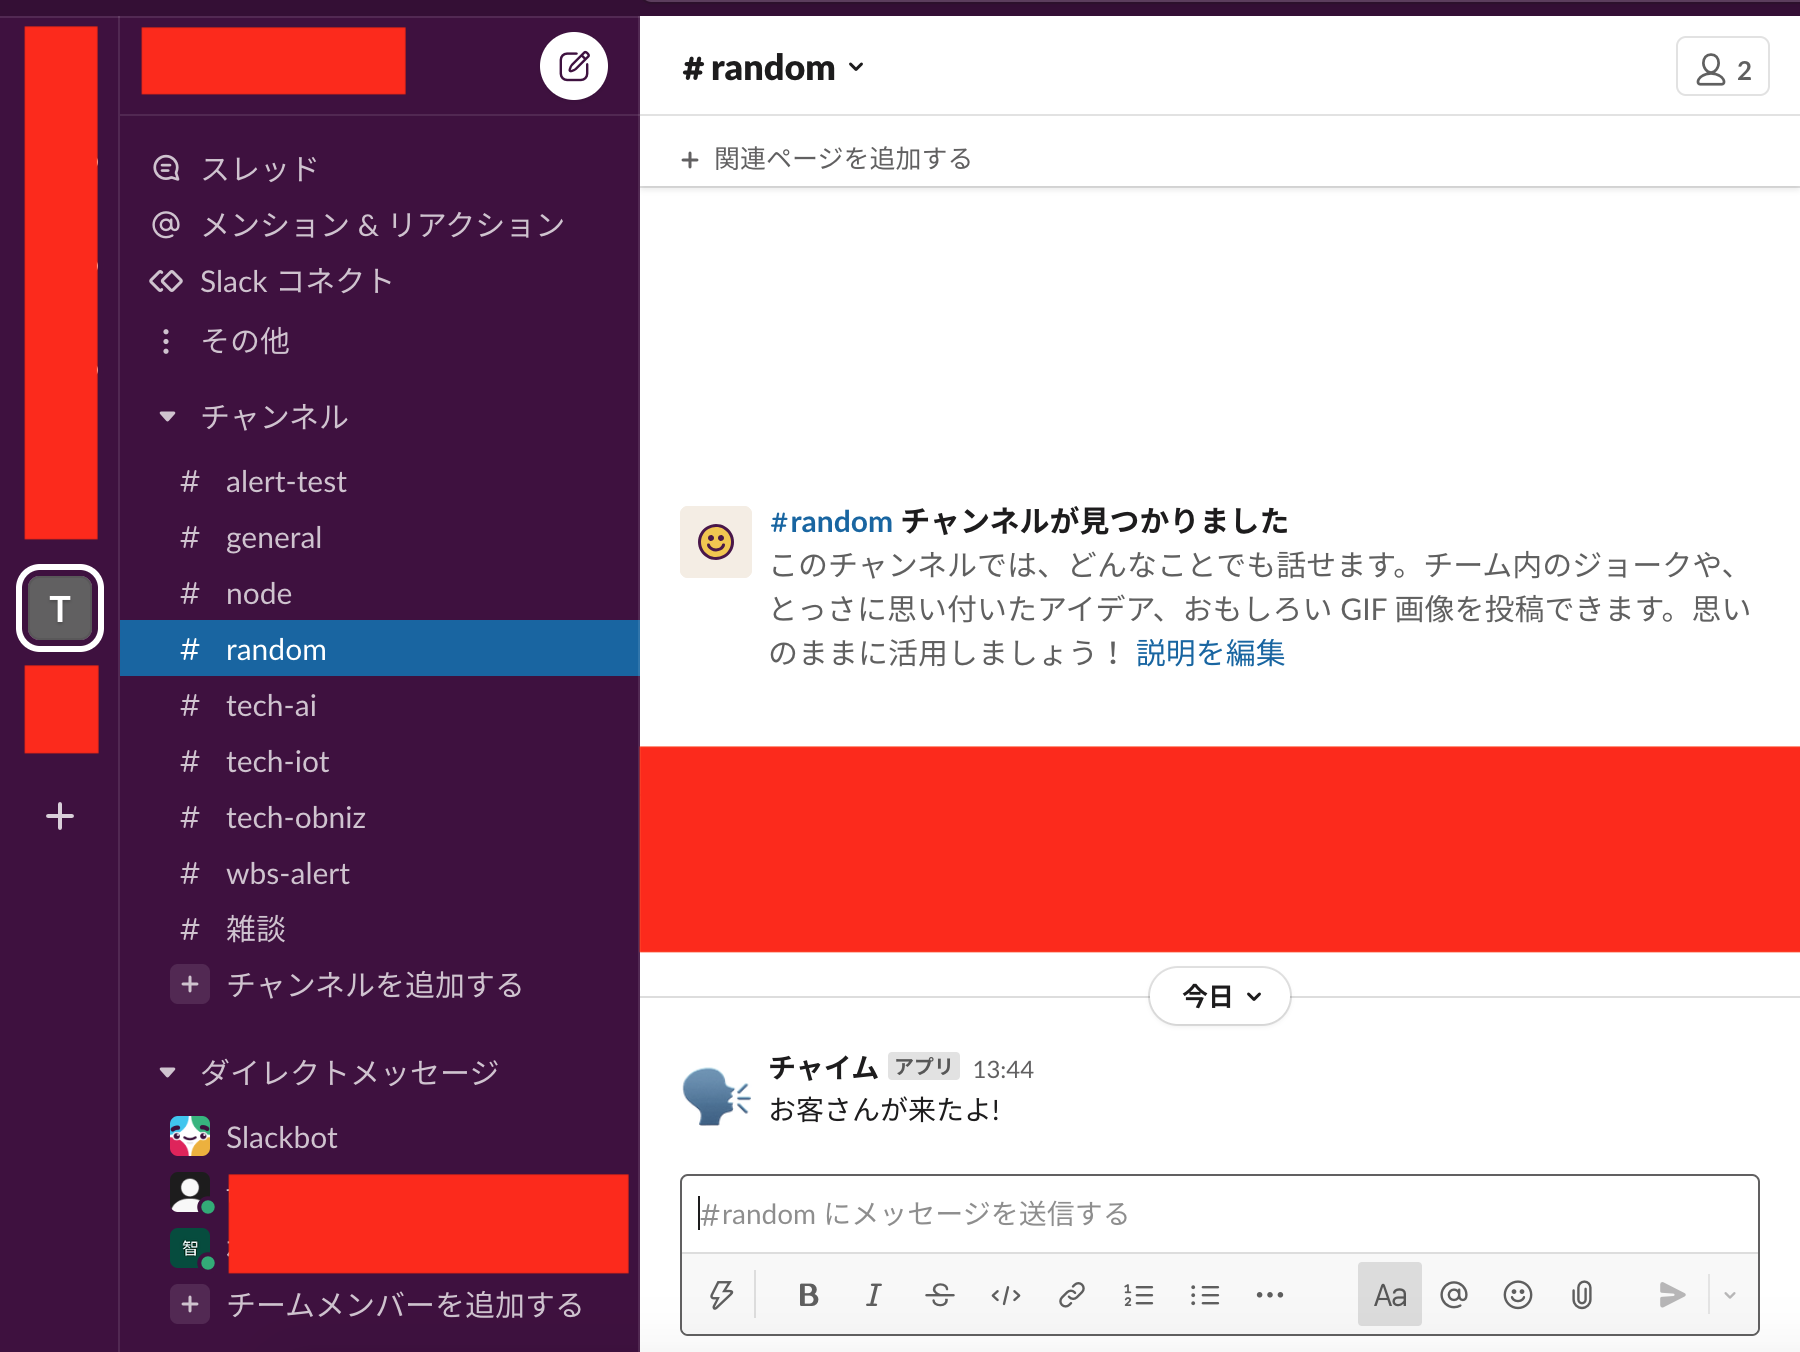 スレッド
メンション & リアクション
Slack コネクト
その他
チャンネル
# alert-test
# general
# node
# random
# tech-ai
# tech-iot
# tech-obniz
# wbs-alert
# 雑談
+ チャンネルを追加する
ダイレクトメッセージ
Slackbot
智
+ チームメンバーを追加する
T
+
# random
2
+ 関連ページを追加する
#random チャンネルが見つかりました
このチャンネルでは、どんなことでも話せます。チーム内のジョークや、
とっさに思い付いたアイデア、おもしろい GIF 画像を投稿できます。思い
のままに活用しましょう！ 説明を編集
今日
チャイム アプリ 13:44
お客さんが来たよ!
#random にメッセージを送信する
B I S </> Aa @